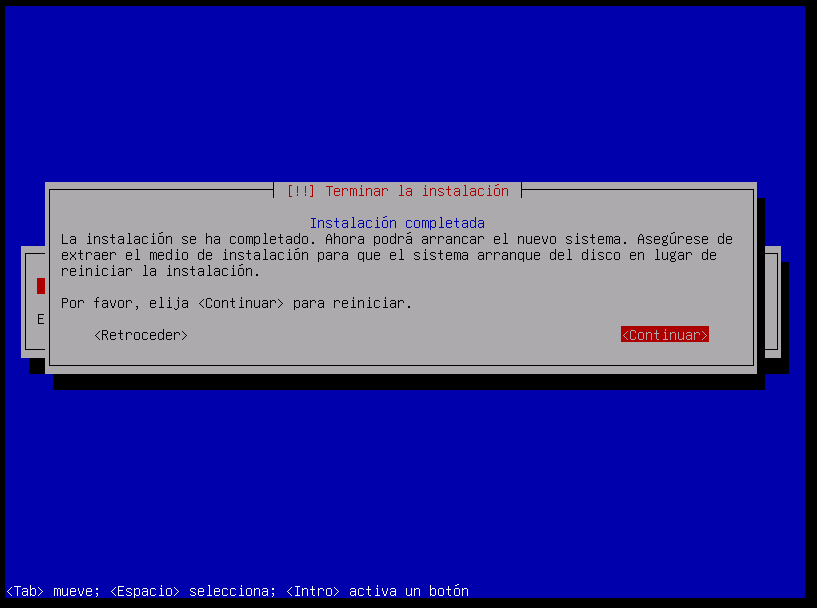 [!!] Terminar la instalación
Instalación completada
La instalación se ha completado. Ahora podrá arrancar el nuevo sistema. Asegúrese de
extraer el medio de instalación para que el sistema arranque del disco en lugar de
reiniciar la instalación.
Por favor, elija <Continuar> para reiniciar.
E
<Retroceder> <Continuar>
<Tab> mueve; <Espacio> selecciona; <Intro> activa un botón